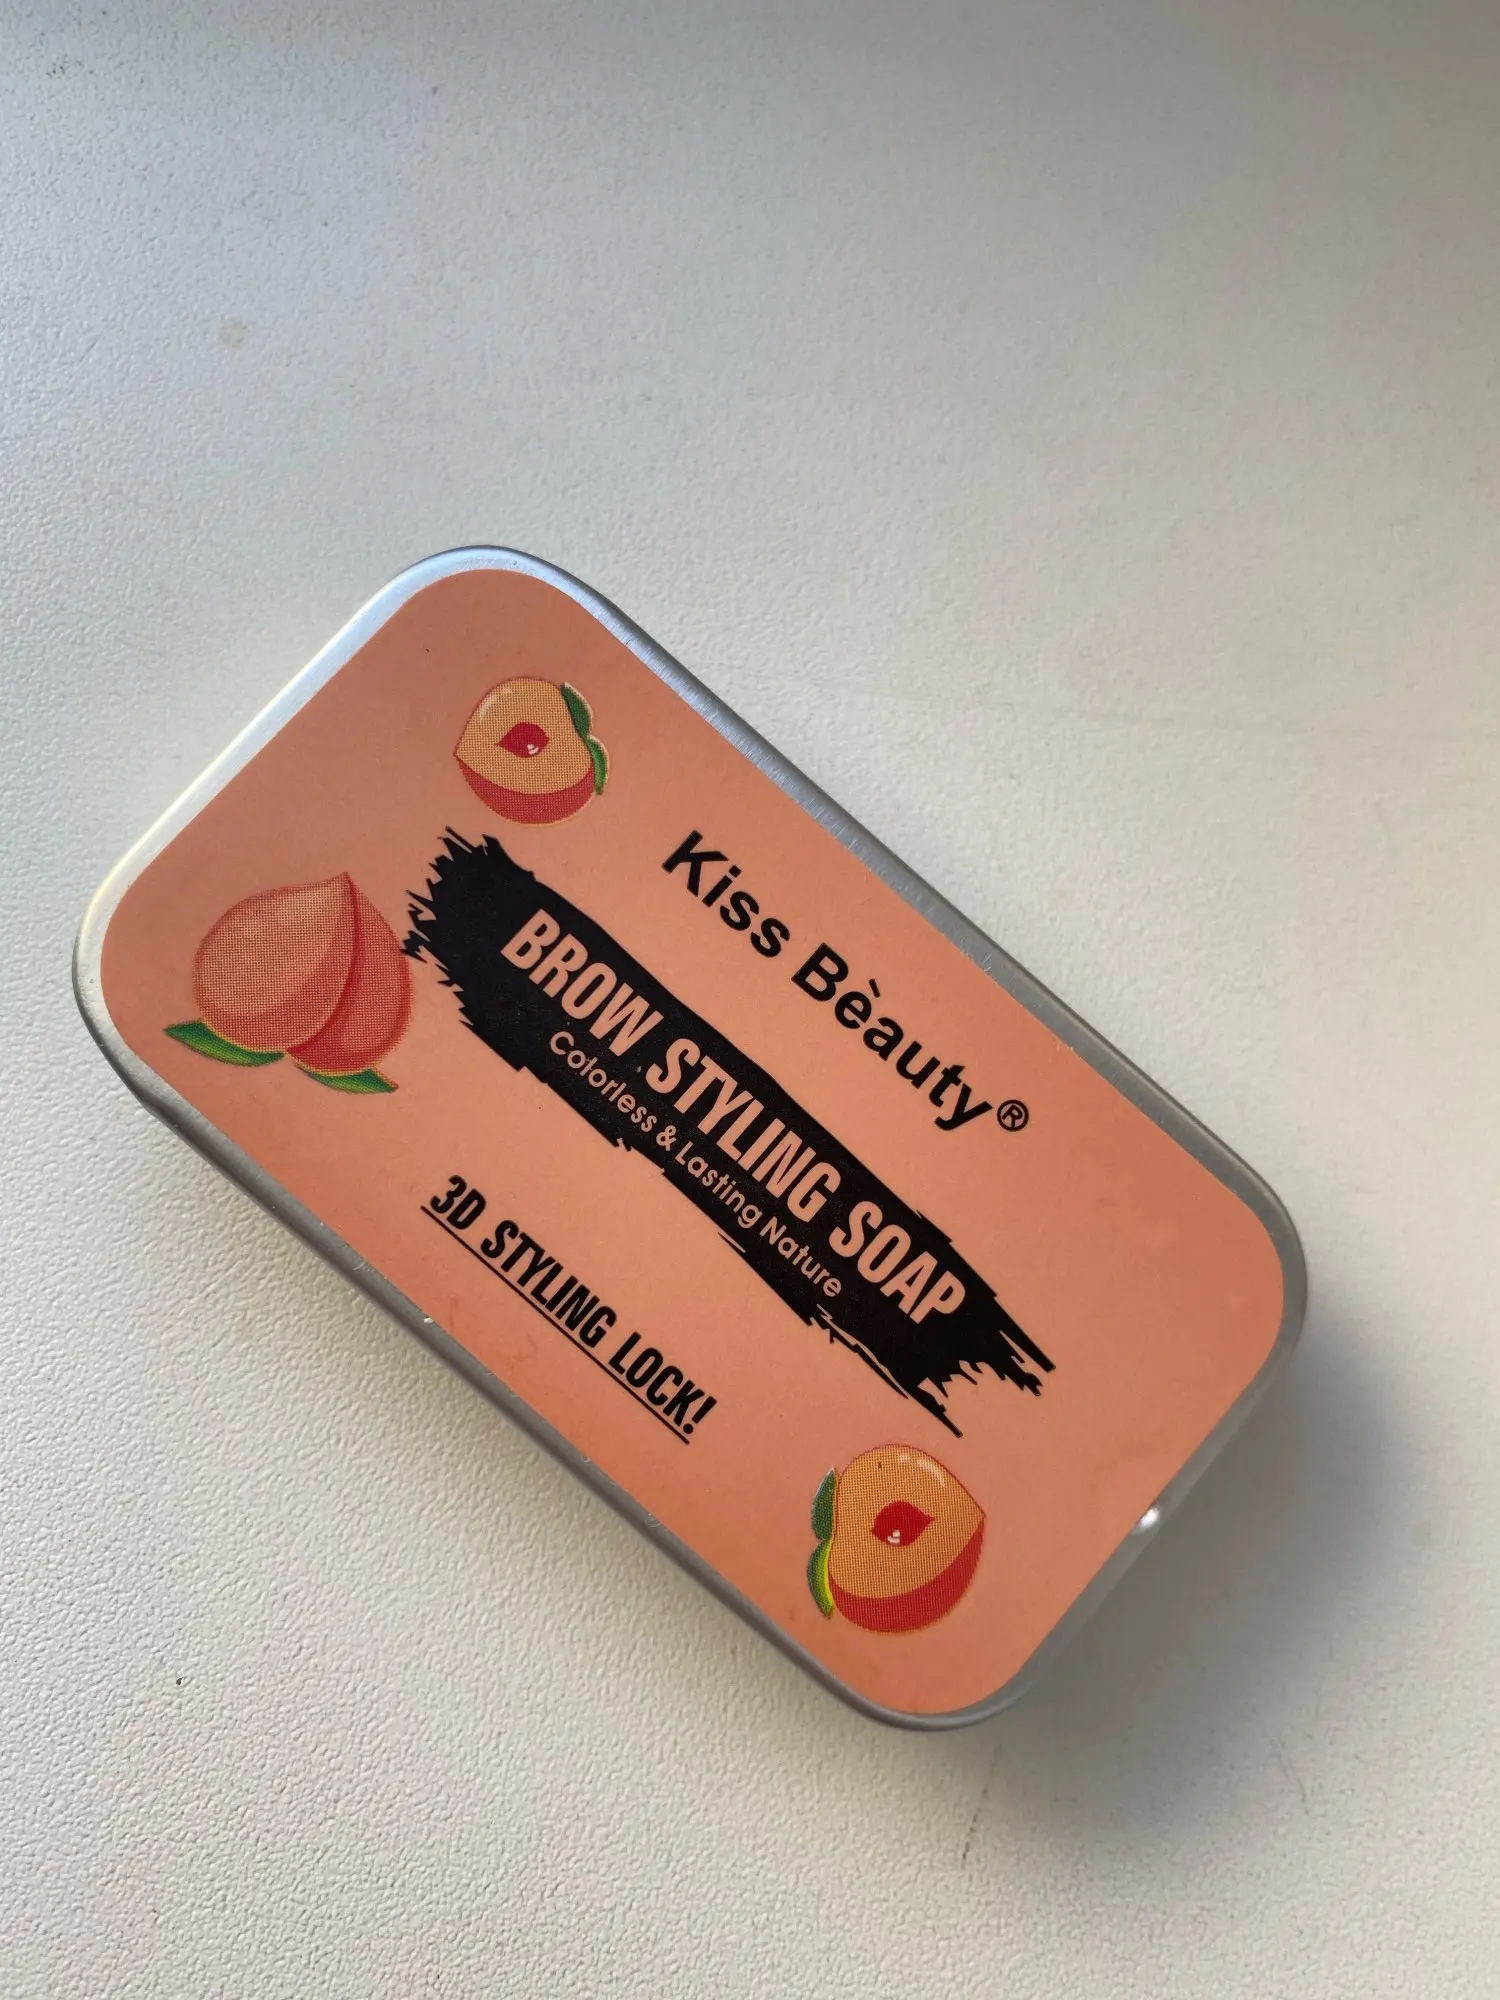 Kiss Bèauty®
BROW STYLING SOAP
Colorless & Lasting Nature
3D STYLING LOCK!